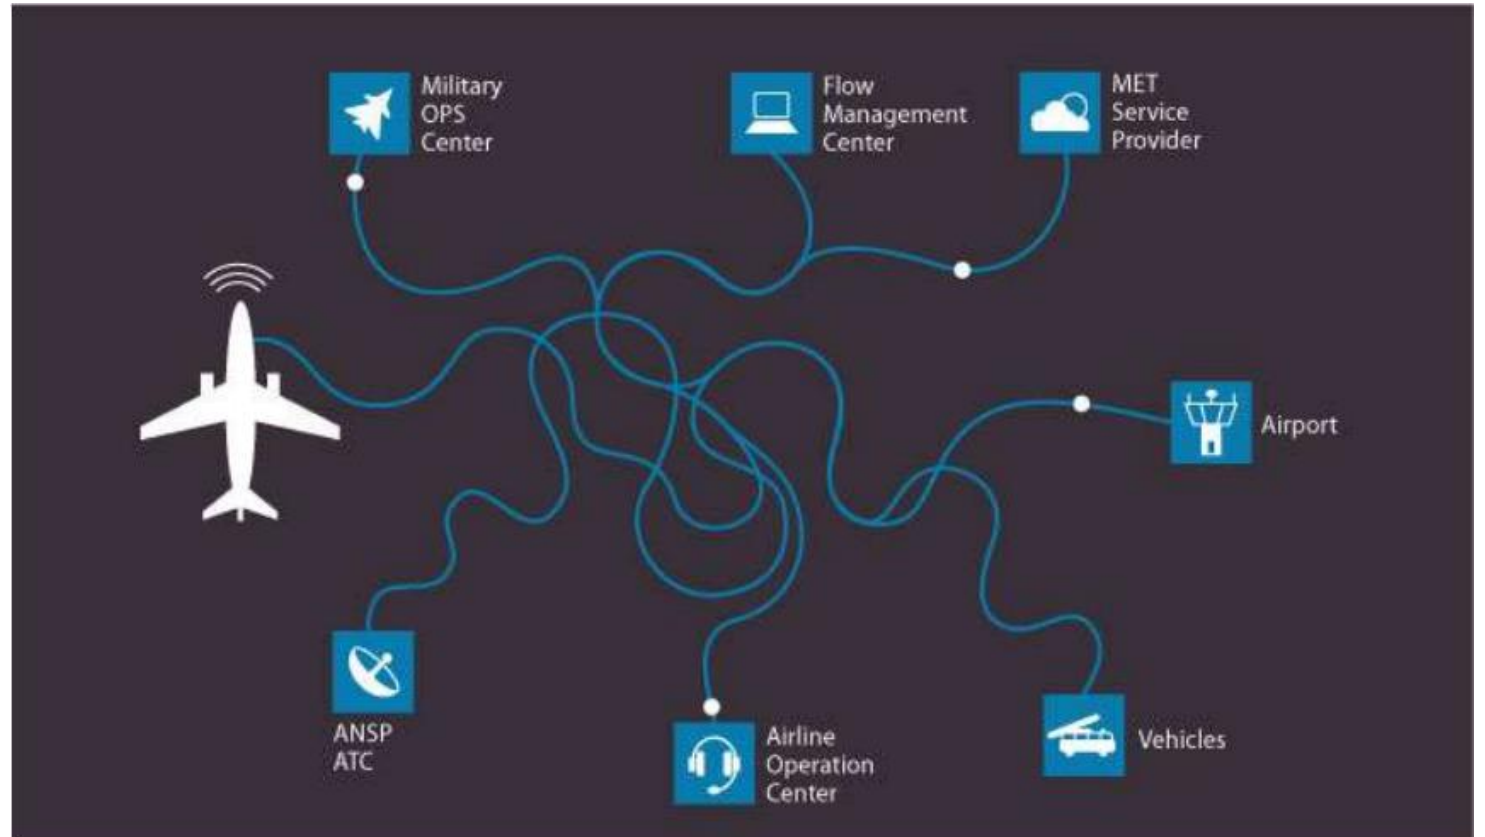 Military
OPS
Center
Flow
Management
Center
MET
Service
Provider
Airport
ANSP
ATC
Airline
Operation
Center
Vehicles